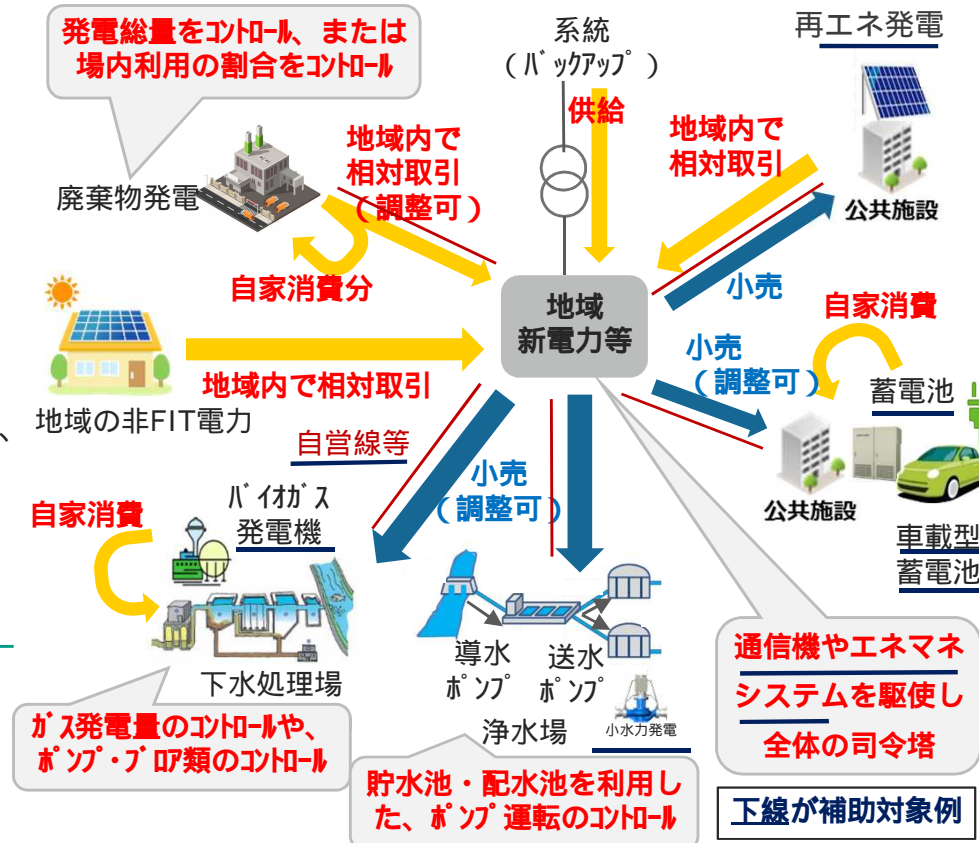 発電総量をｺﾝﾄﾛｰﾙ、または
場内利用の割合をｺﾝﾄﾛｰﾙ
系統
（ﾊﾞｯｸｱｯﾌﾟ）
供給
再エネ発電
地域内で
相対取引
（調整可）
廃棄物発電
自家消費分
地域内で
相対取引
公共施設
小売
地域
新電力等
地域内で相対取引
地域の非FIT電力
、
小売
（調整可）
自家消費
蓄電池
公共施設
車載型
蓄電池
自営線等
小売
（調整可）
自家消費
ﾊﾞｲｵｶﾞｽ
発電機
下水処理場
導水
ﾎﾟﾝﾌﾟ
送水
ﾎﾟﾝﾌﾟ
浄水場
小水力発電
ｶﾞｽ発電量のｺﾝﾄﾛｰﾙや、
ﾎﾟﾝﾌﾟ・ﾌﾞﾛｱ類のｺﾝﾄﾛｰﾙ
貯水池・配水池を利用し
た、ﾎﾟﾝﾌﾟ運転のｺﾝﾄﾛｰﾙ
通信機やエネマネ
システムを駆使し
全体の司令塔
下線が補助対象例